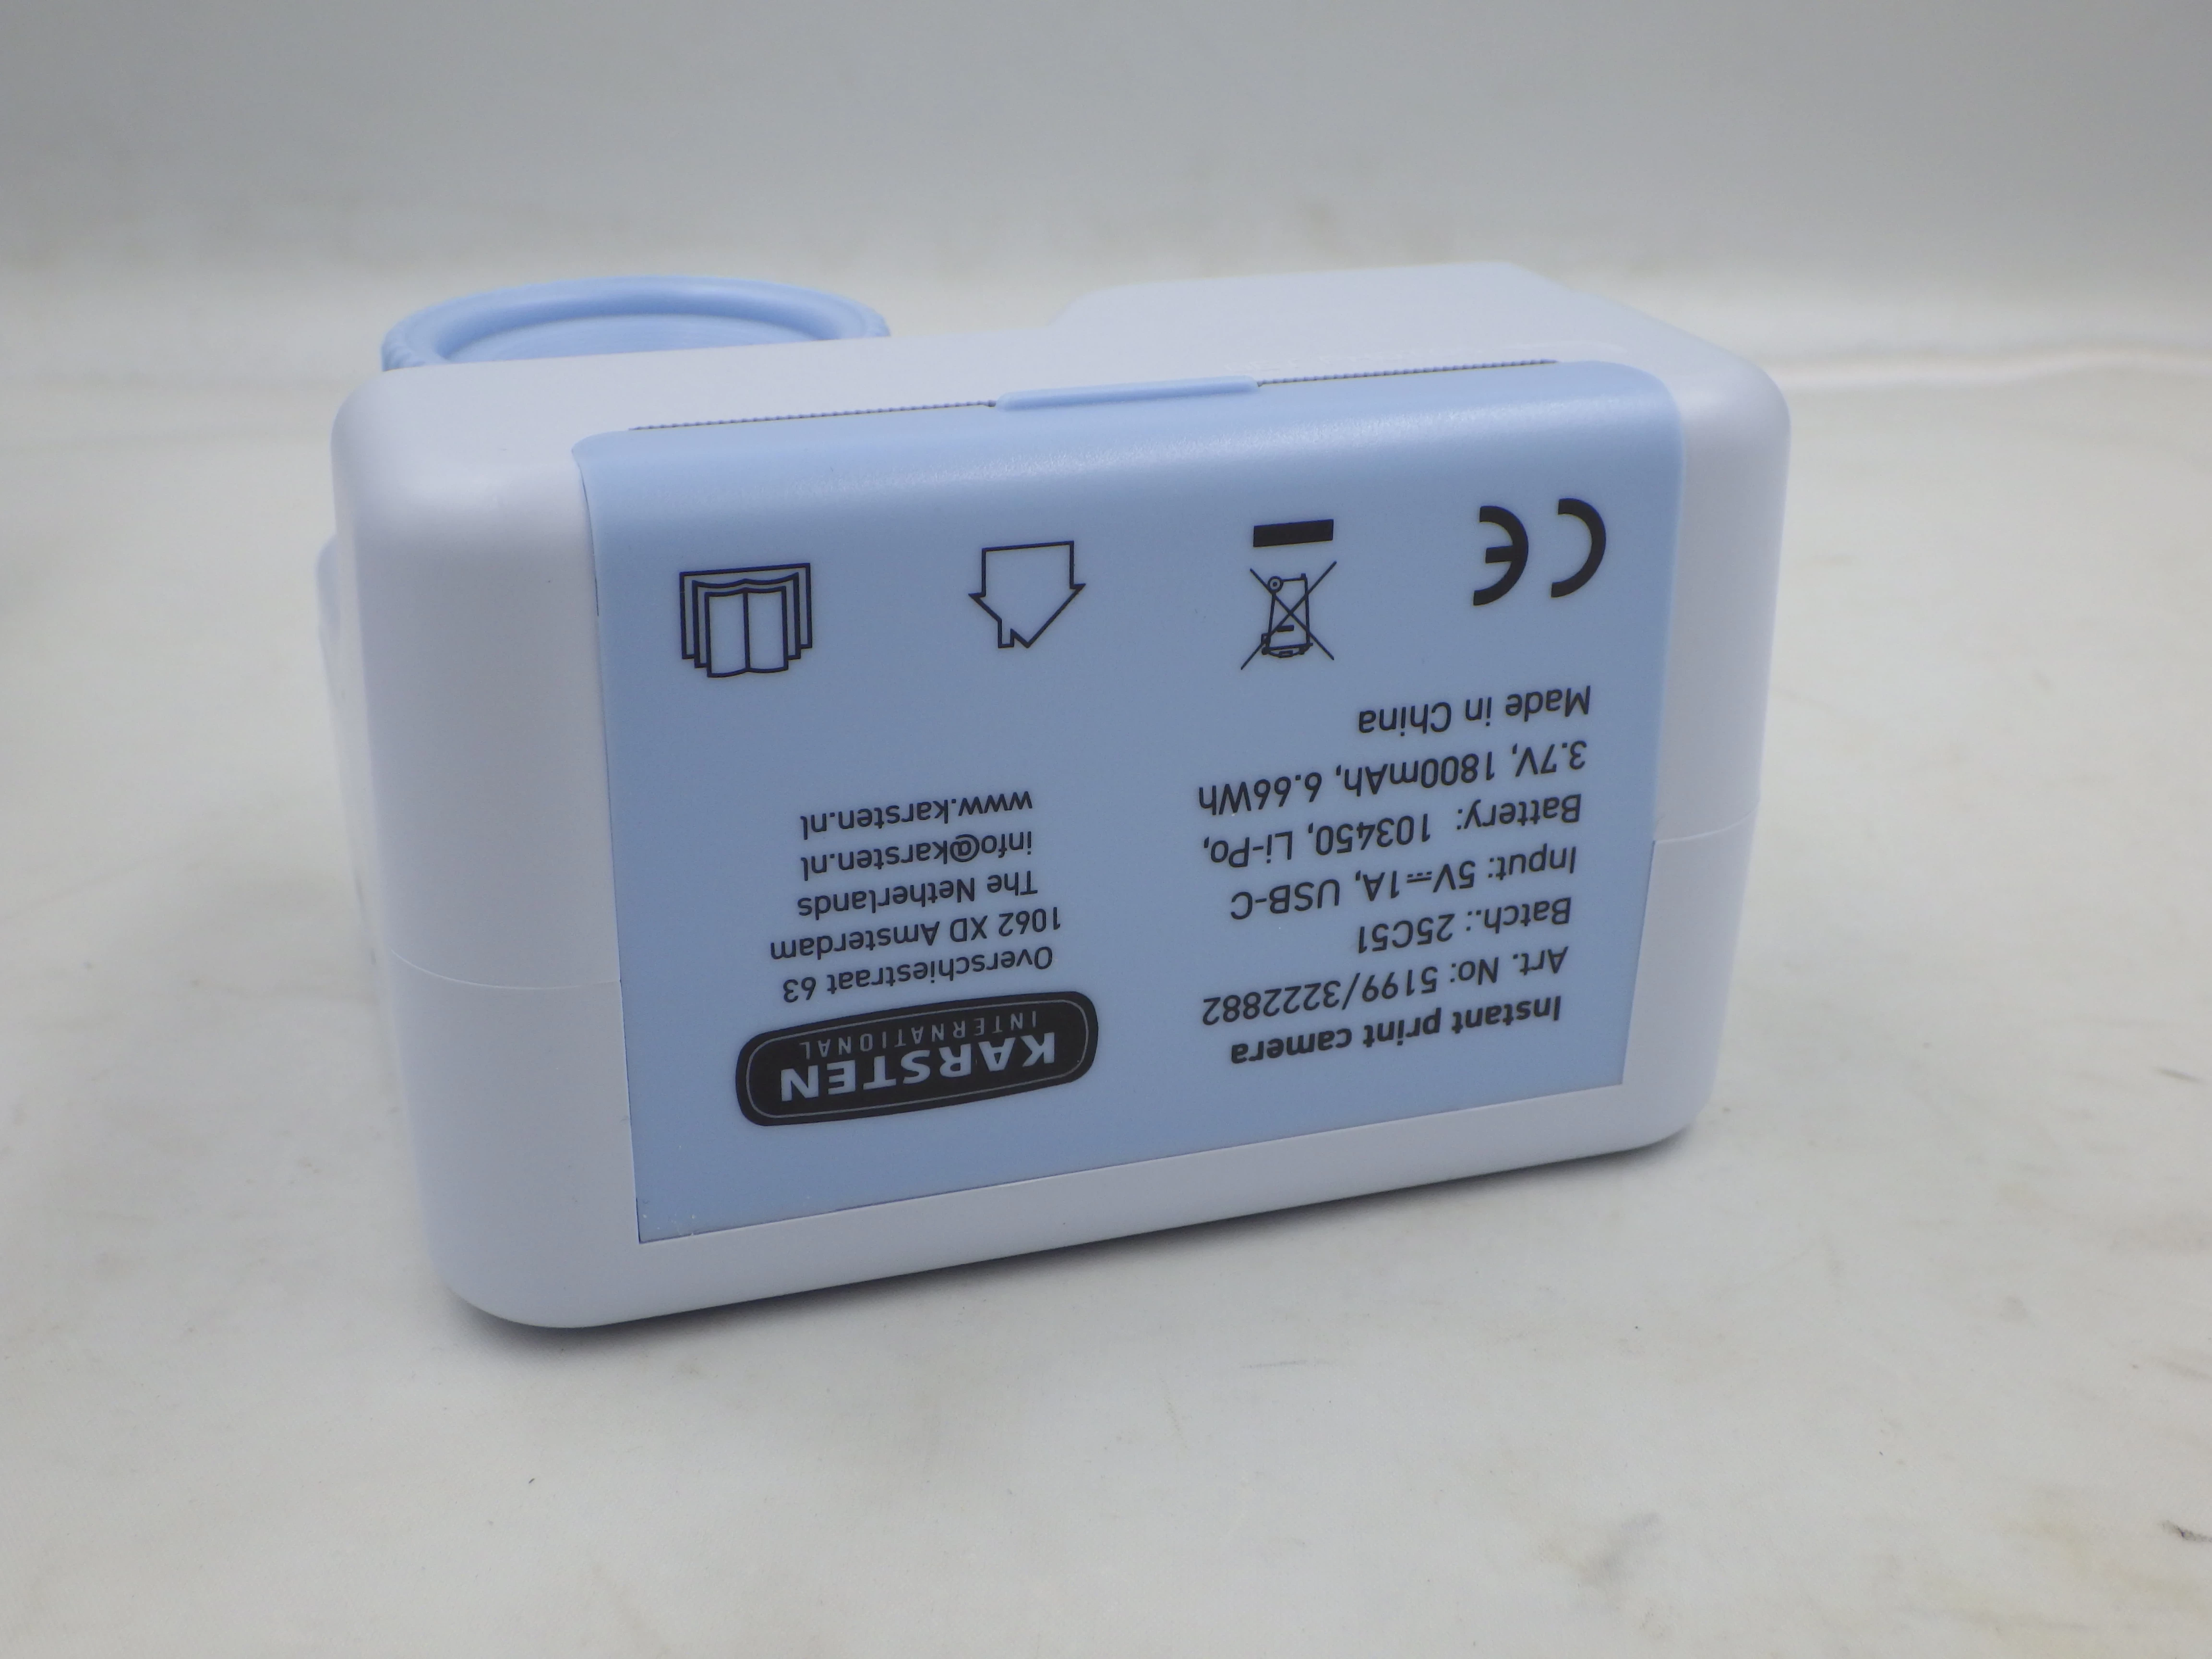 Instant print camera
Art. No: 5199/3222882
Batch.: 25C51
Input: 5V⎓1A, USB-C
Battery: 103450, Li-Po,
3.7V, 1800mAh, 6.66Wh
Made in China
CE
KARSTEN
INTERNATIONAL
Overschiestraat 63
1062 XD Amsterdam
The Netherlands
info@karsten.nl
www.karsten.nl